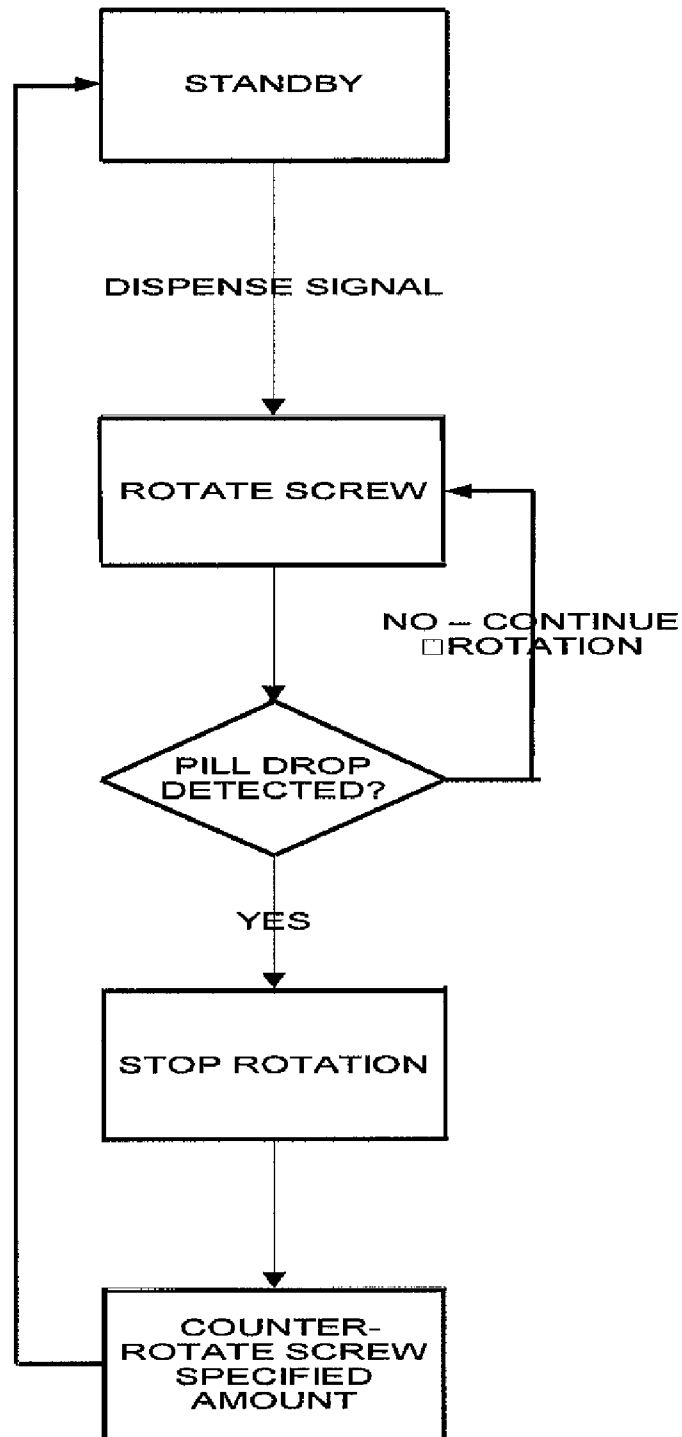 STANDBY
DISPENSE SIGNAL
ROTATE SCREW
NO – CONTINUE
□ROTATION
PILL DROP
DETECTED?
YES
STOP ROTATION
COUNTER-
ROTATE SCREW
SPECIFIED
AMOUNT